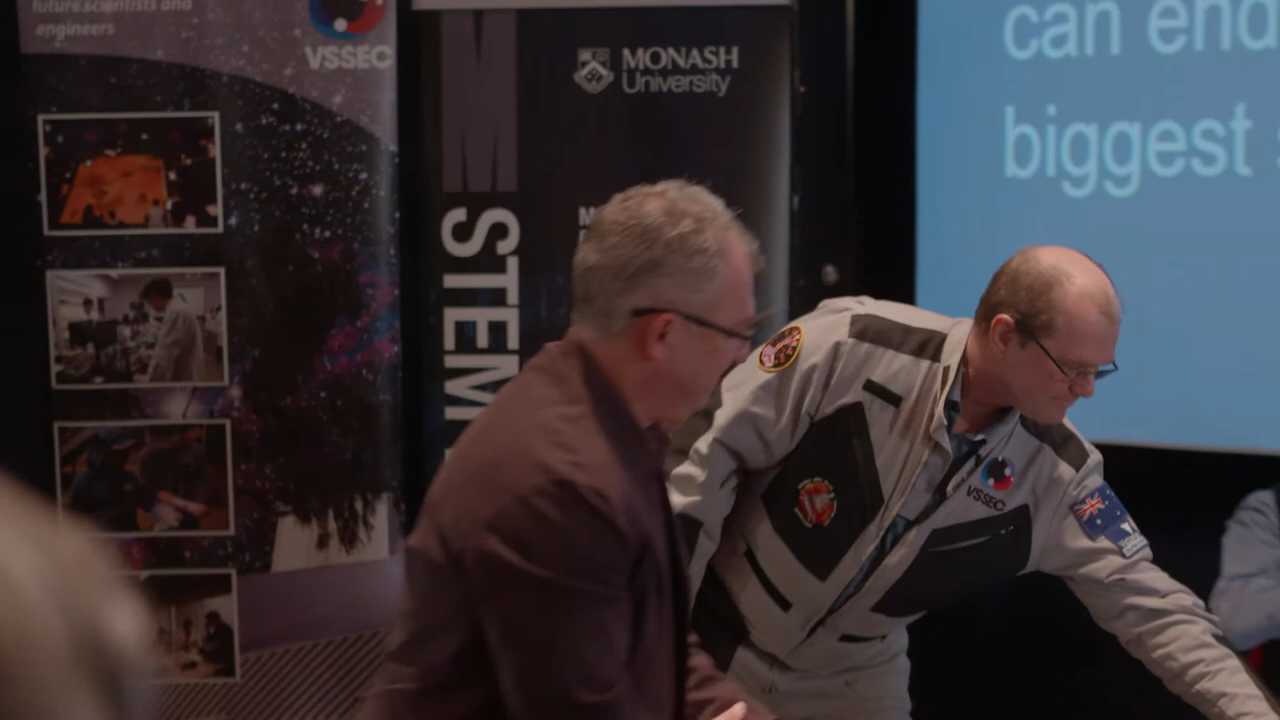 future scientists and
engineers
VSSEC
MONASH
University
STEM
can end
biggest
VSSEC